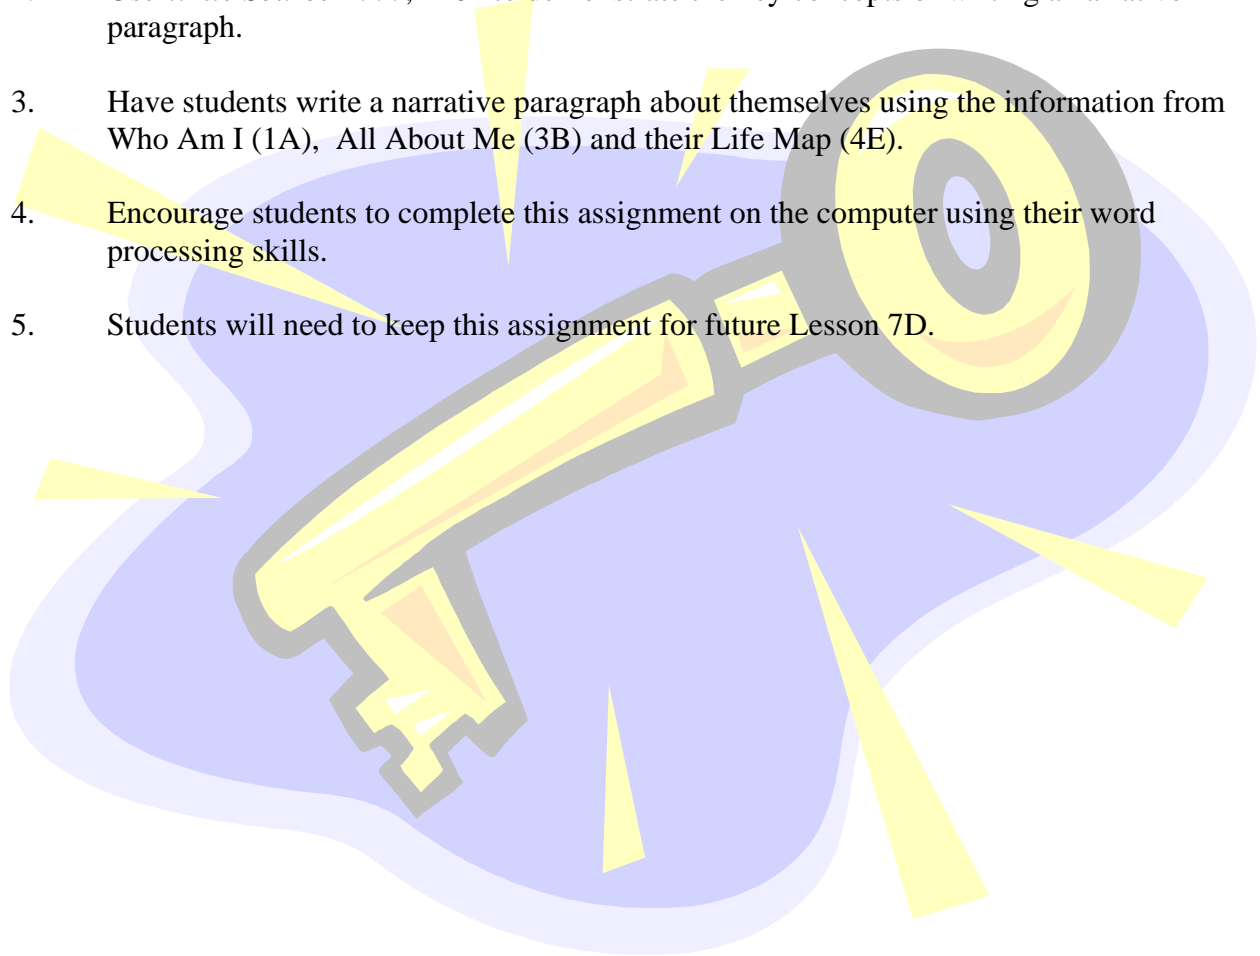 paragraph.
3. Have students write a narrative paragraph about themselves using the information from
Who Am I (1A), All About Me (3B) and their Life Map (4E).
4. Encourage students to complete this assignment on the computer using their word
processing skills.
5. Students will need to keep this assignment for future Lesson 7D.